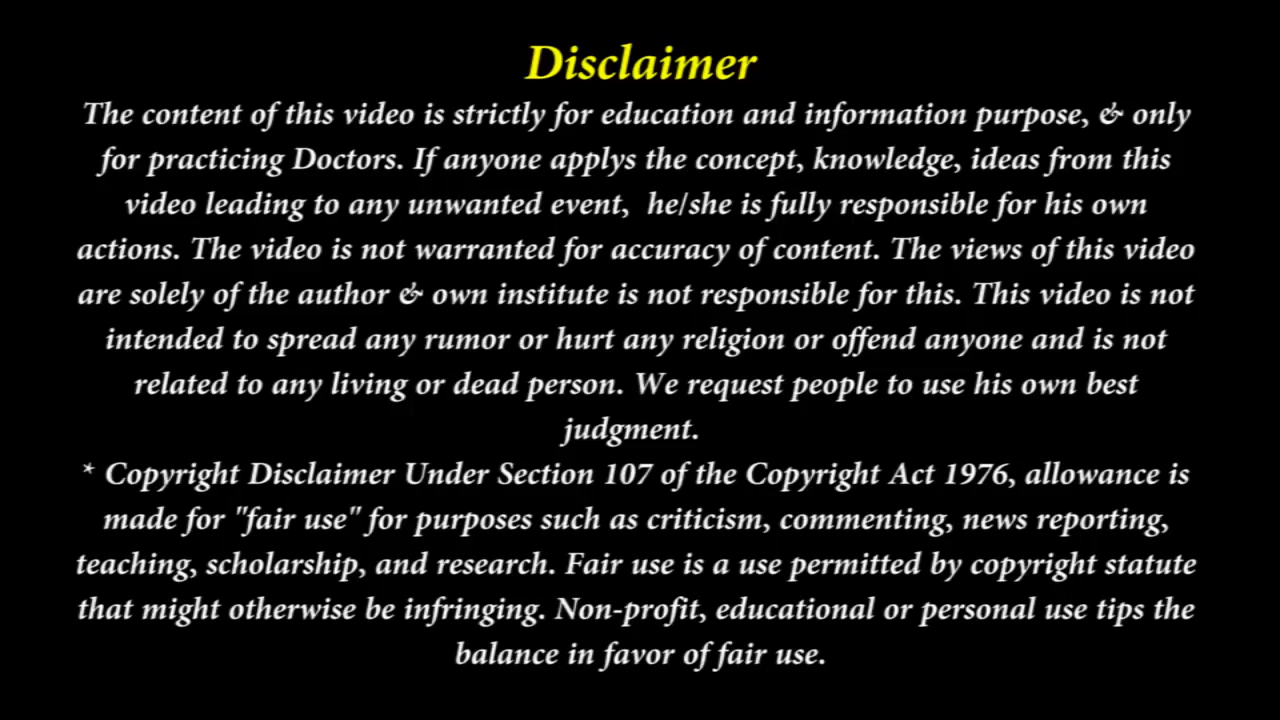 Disclaimer
The content of this video is strictly for education and information purpose, & only
for practicing Doctors. If anyone applys the concept, knowledge, ideas from this
video leading to any unwanted event,  he/she is fully responsible for his own
actions. The video is not warranted for accuracy of content. The views of this video
are solely of the author & own institute is not responsible for this. This video is not
intended to spread any rumor or hurt any religion or offend anyone and is not
related to any living or dead person. We request people to use his own best
judgment.
* Copyright Disclaimer Under Section 107 of the Copyright Act 1976, allowance is
made for "fair use" for purposes such as criticism, commenting, news reporting,
teaching, scholarship, and research. Fair use is a use permitted by copyright statute
that might otherwise be infringing. Non-profit, educational or personal use tips the
balance in favor of fair use.